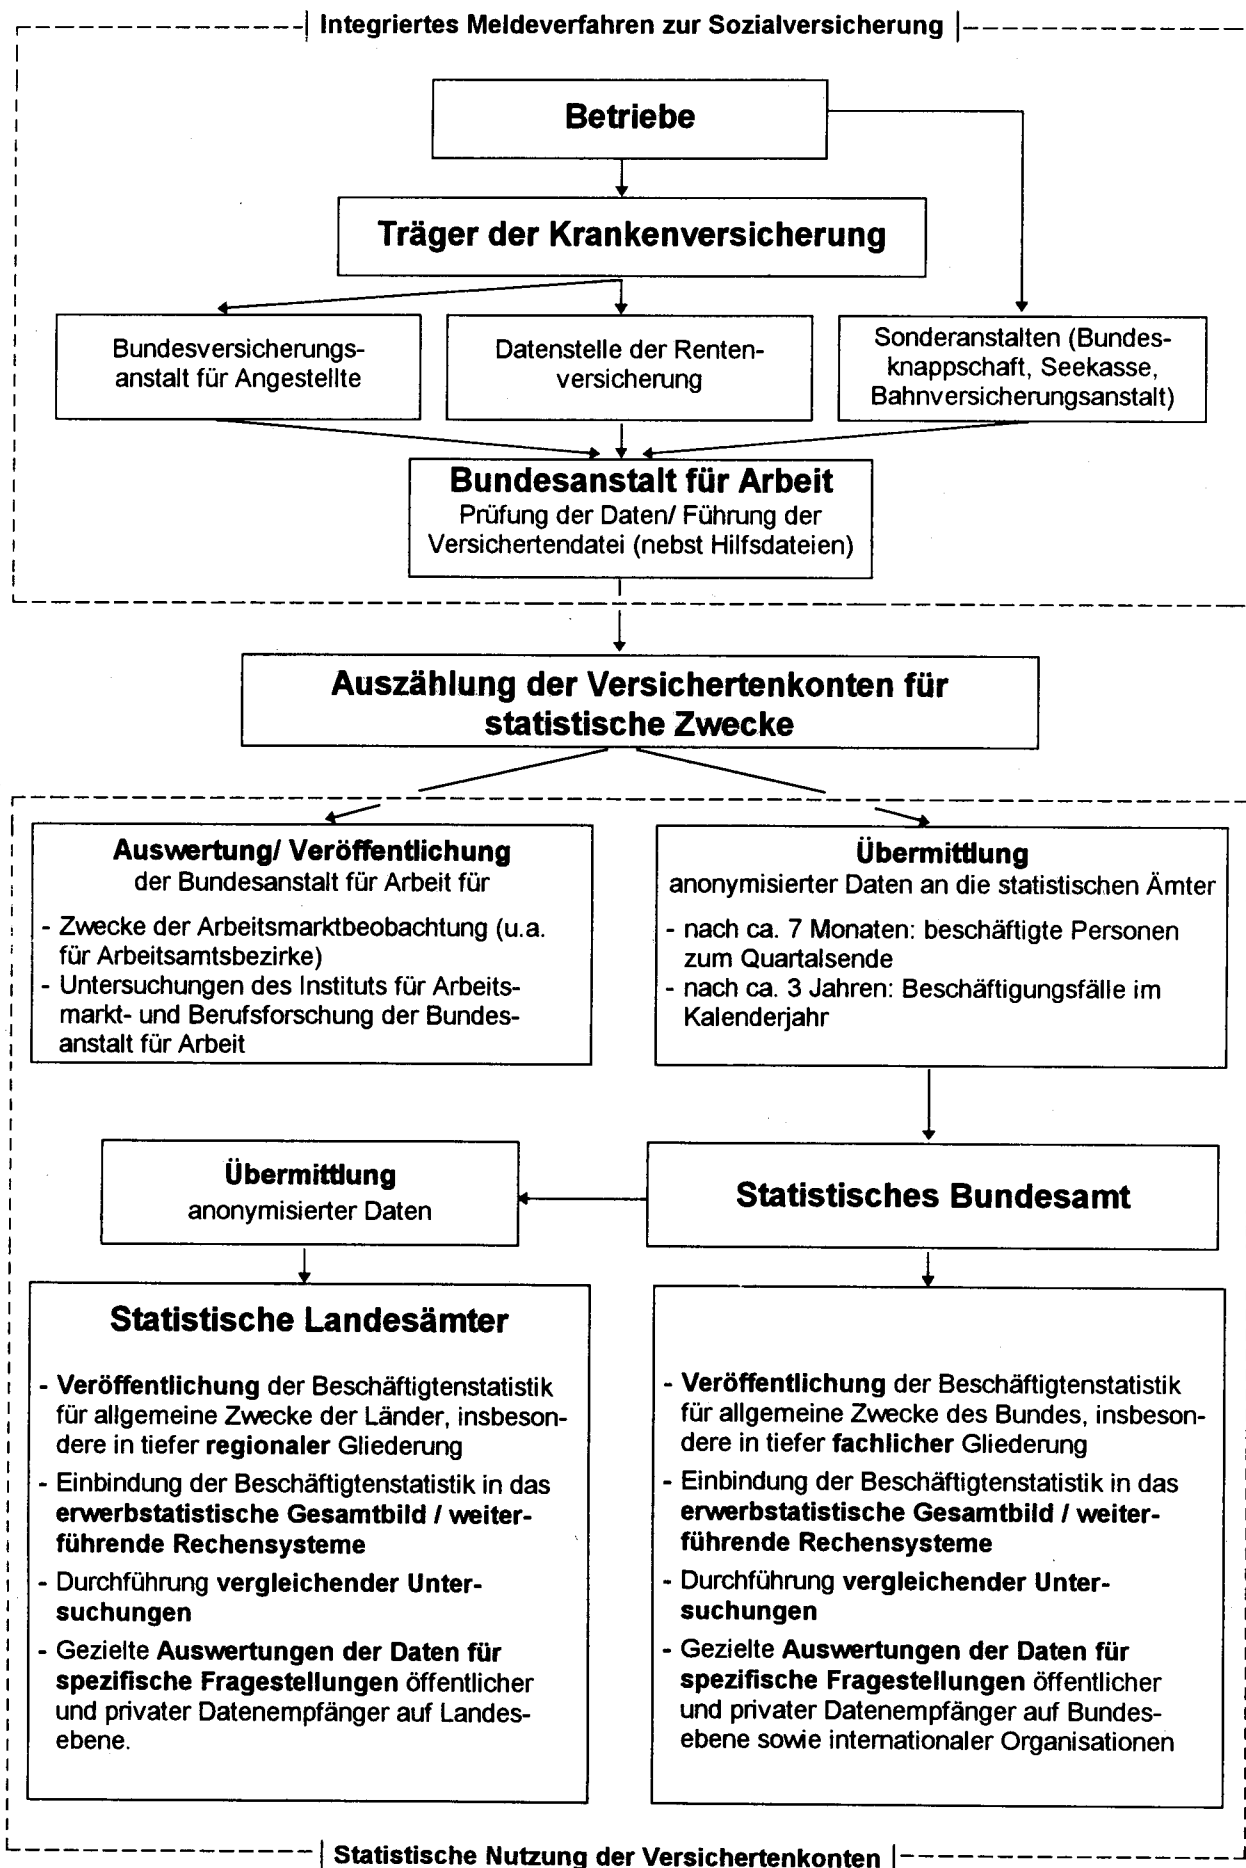 Integriertes Meldeverfahren zur Sozialversicherung
Betriebe
Träger der Krankenversicherung
Bundesversicherungs-
anstalt für Angestellte
Datenstelle der Renten-
versicherung
Sonderanstalten (Bundes-
knappschaft, Seekasse,
Bahnversicherungsanstalt)
Bundesanstalt für Arbeit
Prüfung der Daten/ Führung der
Versichertendatei (nebst Hilfsdateien)
Auszählung der Versichertenkonten für
statistische Zwecke
Auswertung/ Veröffentlichung
der Bundesanstalt für Arbeit für
- Zwecke der Arbeitsmarktbeobachtung (u.a.
für Arbeitsamtsbezirke)
- Untersuchungen des Instituts für Arbeits-
markt- und Berufsforschung der Bundes-
anstalt für Arbeit
Übermittlung
anonymisierter Daten an die statistischen Ämter
- nach ca. 7 Monaten: beschäftigte Personen
zum Quartalsende
- nach ca. 3 Jahren: Beschäftigungsfälle im
Kalenderjahr
Übermittlung
anonymisierter Daten
Statistisches Bundesamt
Statistische Landesämter
- Veröffentlichung der Beschäftigtenstatistik
für allgemeine Zwecke der Länder, insbeson-
dere in tiefer regionaler Gliederung
- Einbindung der Beschäftigtenstatistik in das
erwerbstatistische Gesamtbild / weiter-
führende Rechensysteme
- Durchführung vergleichender Unter-
suchungen
- Gezielte Auswertungen der Daten für
spezifische Fragestellungen öffentlicher
und privater Datenempfänger auf Landes-
ebene.
- Veröffentlichung der Beschäftigtenstatistik
für allgemeine Zwecke des Bundes, insbeson-
dere in tiefer fachlicher Gliederung
- Einbindung der Beschäftigtenstatistik in das
erwerbstatistische Gesamtbild / weiter-
führende Rechensysteme
- Durchführung vergleichender Unter-
suchungen
- Gezielte Auswertungen der Daten für
spezifische Fragestellungen öffentlicher
und privater Datenempfänger auf Bundes-
ebene sowie internationaler Organisationen
Statistische Nutzung der Versichertenkonten